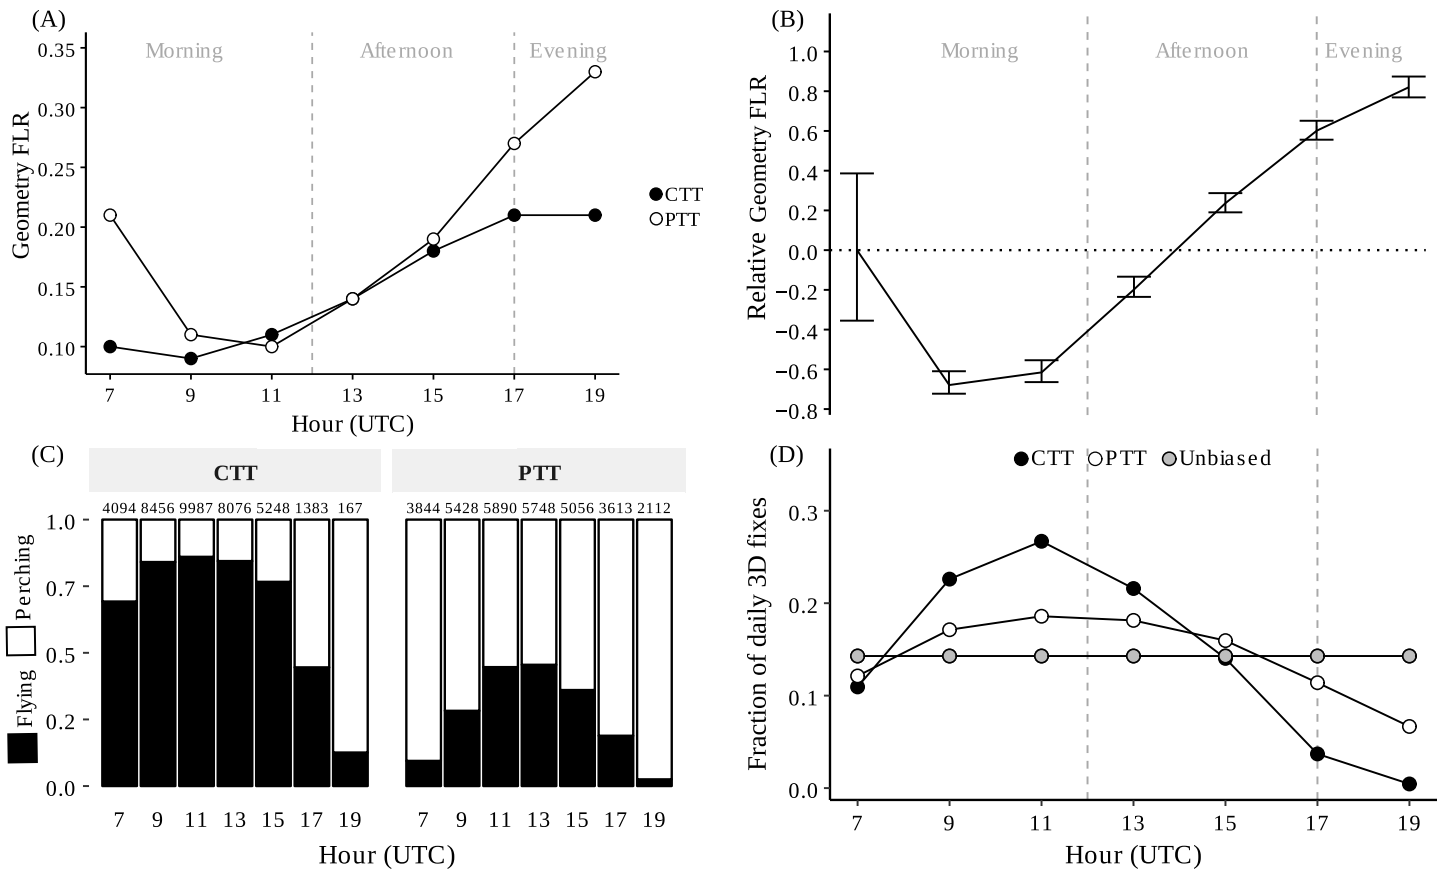 (A)
Morning Afternoon Evening
0.35
0.30
0.25
0.20
0.15
0.10
Geometry FLR
7 9 11 13 15 17 19
Hour (UTC)
CTT
PTT
(B)
Morning Afternoon Evening
1.0
0.8
0.6
0.4
0.2
0.0
−0.2
−0.4
−0.6
−0.8
Relative Geometry FLR
(C)
CTT PTT
4094 8456 9987 8076 5248 1383 167
3844 5428 5890 5748 5056 3613 2112
1.0
0.7
0.5
0.2
0.0
Flying Perching
7 9 11 13 15 17 19
7 9 11 13 15 17 19
Hour (UTC)
(D)
CTT PTT Unbiased
0.3
0.2
0.1
0.0
Fraction of daily 3D fixes
7 9 11 13 15 17 19
Hour (UTC)